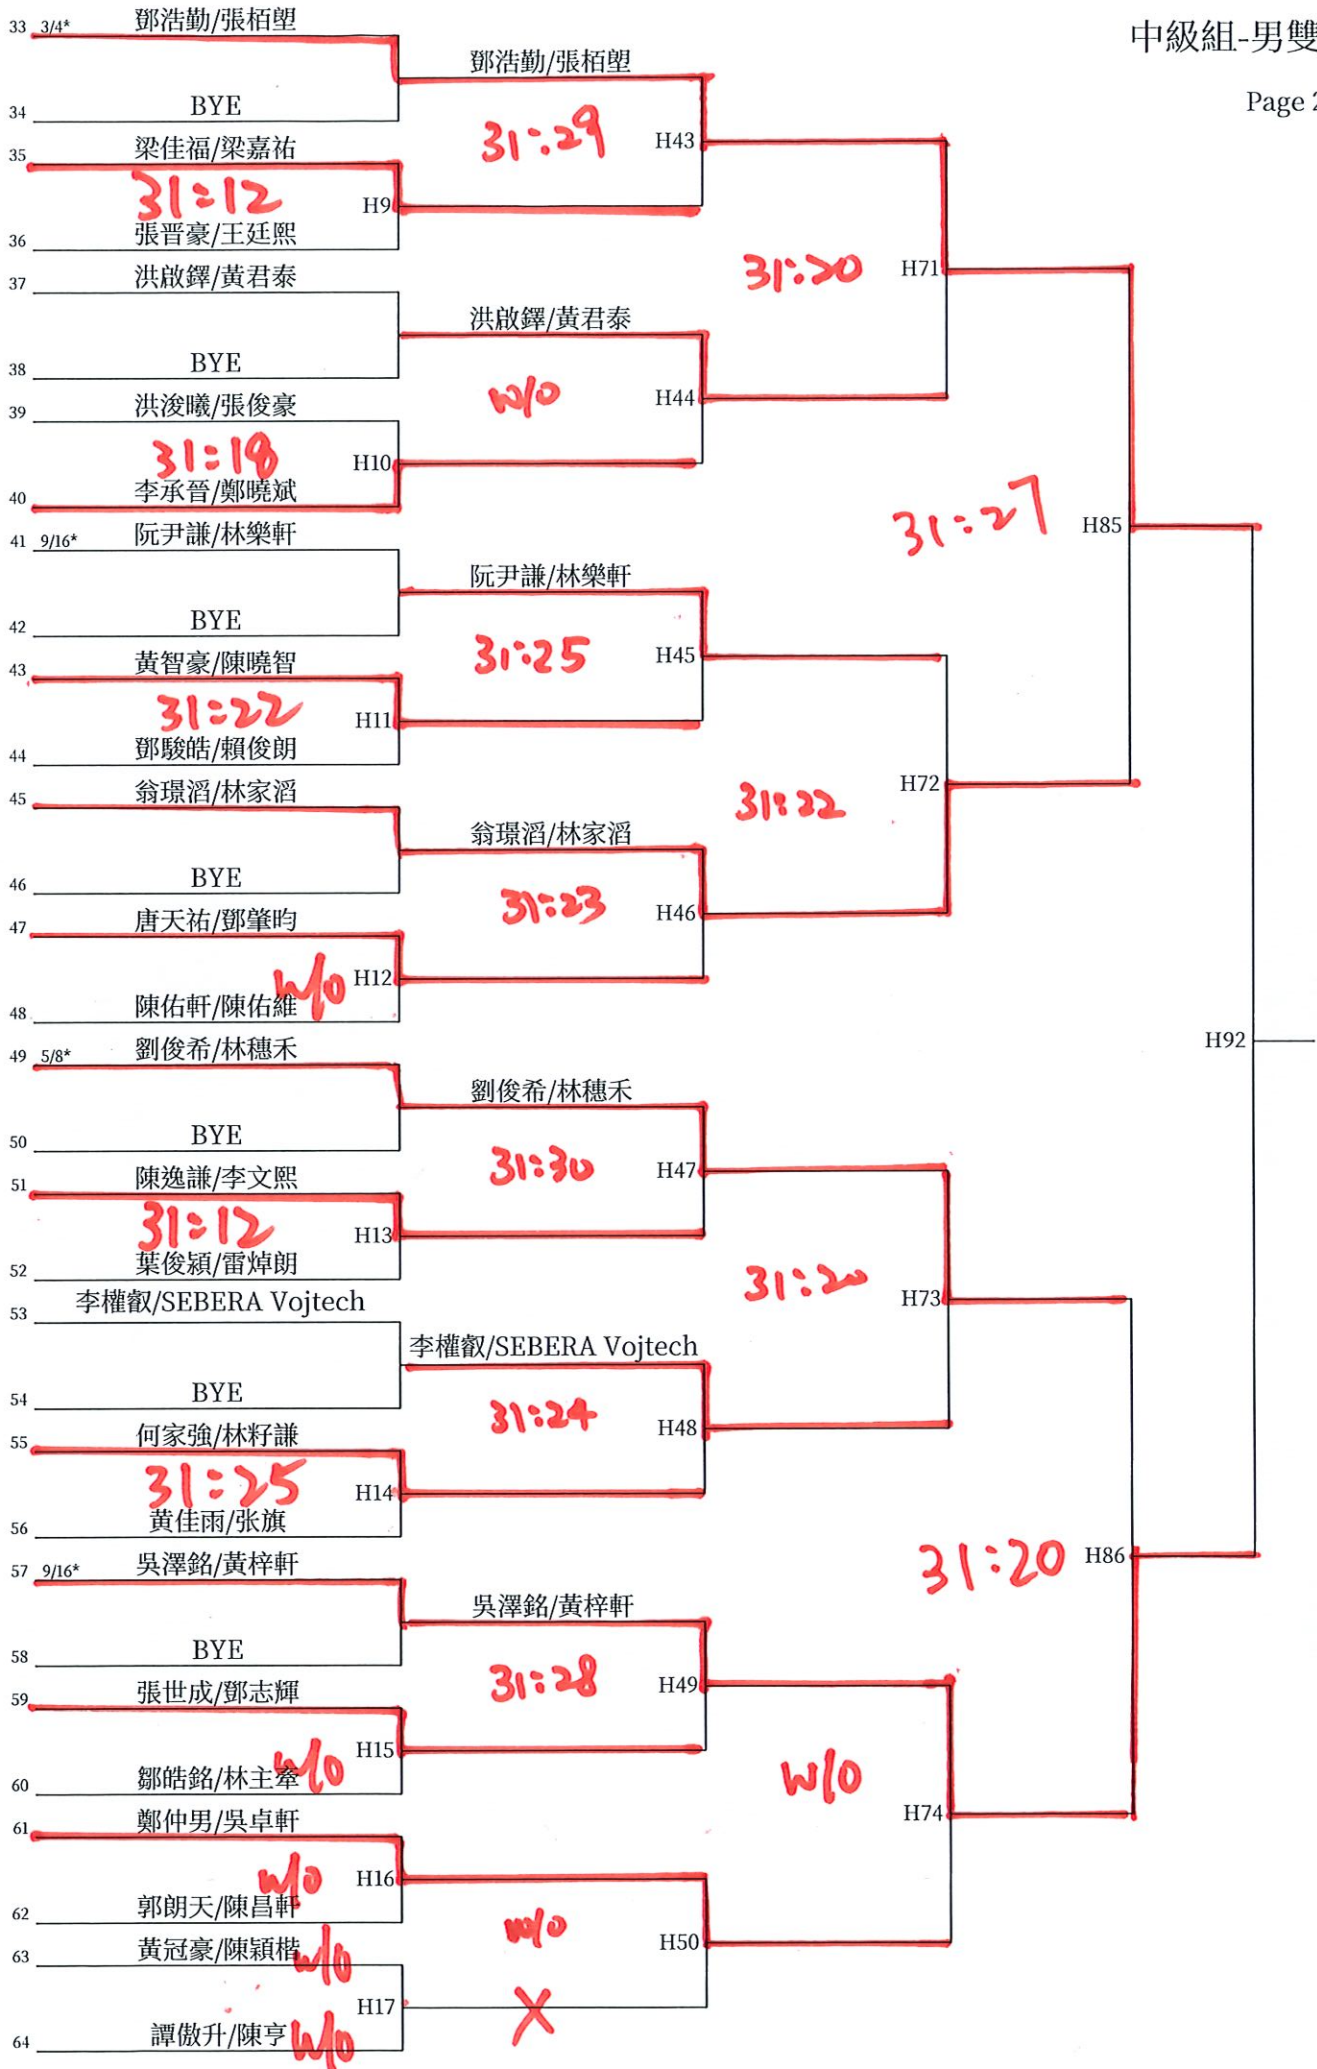 中級組-男雙
Page 2
33 3/4* 鄧浩勤/張栢塱
鄧浩勤/張栢塱
34 BYE
31:29 H43
35 梁佳福/梁嘉祐
31:12 H9
36 張晋豪/王廷熙
31:20 H71
37 洪啟鐸/黃君泰
洪啟鐸/黃君泰
38 BYE
W/O H44
39 洪浚曦/張俊豪
31:18 H10
40 李承晉/鄭曉斌
31:27 H85
41 9/16* 阮尹謙/林樂軒
阮尹謙/林樂軒
42 BYE
31:25 H45
43 黃智豪/陳曉智
31:22 H11
44 鄧駿皓/賴俊朗
31:22 H72
45 翁璟滔/林家滔
翁璟滔/林家滔
46 BYE
31:23 H46
47 唐天祐/鄧肇昀
W/O H12
48 陳佑軒/陳佑維
H92
49 5/8* 劉俊希/林穗禾
劉俊希/林穗禾
50 BYE
31:30 H47
51 陳逸謙/李文熙
31:12 H13
52 葉俊潁/雷焯朗
31:20 H73
53 李權叡/SEBERA Vojtech
李權叡/SEBERA Vojtech
54 BYE
31:24 H48
55 何家強/林籽謙
31:25 H14
56 黃佳雨/张旗
31:20 H86
57 9/16* 吳澤銘/黃梓軒
吳澤銘/黃梓軒
58 BYE
31:28 H49
59 張世成/鄧志輝
W/O H15
60 鄒皓銘/林主牽
W/O H74
61 鄭仲男/吳卓軒
W/O H16
62 郭朗天/陳昌軒
W/O H50
63 黃冠豪/陳穎楷 W/O
H17 X
64 譚傲升/陳亨 W/O